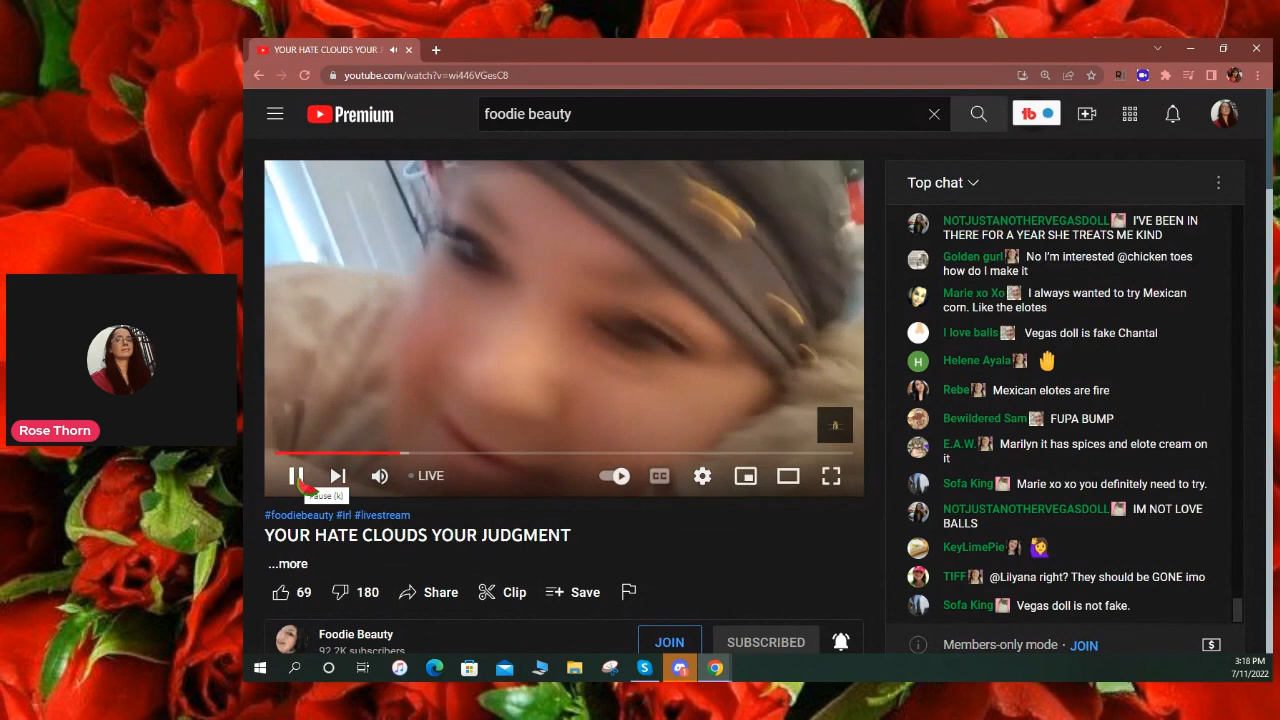 YOUR HATE CLOUDS YOUR J
youtube.com/watch?v=wi446VGesC8
Premium
foodie beauty
Top chat
NOTJUSTANOTHERVEGASDOLL I'VE BEEN IN
THERE FOR A YEAR SHE TREATS ME KIND
Golden gurl No I'm interested @chicken toes
how do I make it
Marie xo Xo I always wanted to try Mexican
corn. Like the elotes
I love balls Vegas doll is fake Chantal
Helene Ayala
H
Rebe Mexican elotes are fire
Bewildered Sam FUPA BUMP
E.A.W. Marilyn it has spices and elote cream on
it
Sofa King Marie xo xo you definitely need to try.
NOTJUSTANOTHERVEGASDOLL IM NOT LOVE
BALLS
KeyLimePie
TIFF @Lilyana right? They should be GONE imo
Sofa King Vegas doll is not fake.
Members-only mode · JOIN
Rose Thorn
LIVE
CC
Pause (k)
#foodiebeauty #irl #livestream
YOUR HATE CLOUDS YOUR JUDGMENT
...more
69 180 Share Clip Save
Foodie Beauty
92.2K subscribers
JOIN
SUBSCRIBED
3:18 PM
7/11/2022